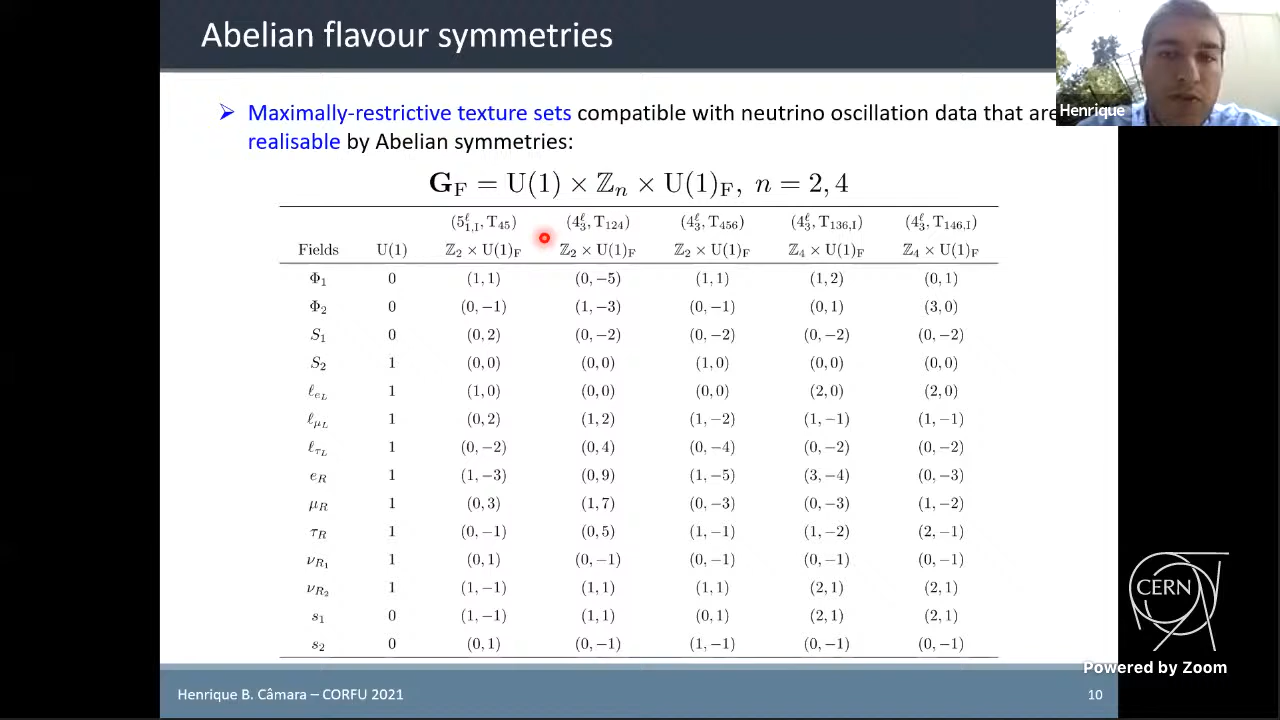 Abelian flavour symmetries
Henrique
➢ Maximally-restrictive texture sets compatible with neutrino oscillation data that are
realisable by Abelian symmetries:
G_F = U(1) × ℤ_n × U(1)_F, n = 2, 4
(5^ℓ_{1,I}, T_{45}) (4^ℓ_3, T_{124}) (4^ℓ_3, T_{456}) (4^ℓ_3, T_{136,I}) (4^ℓ_3, T_{146,I})
Fields U(1) ℤ_2 × U(1)_F ℤ_2 × U(1)_F ℤ_2 × U(1)_F ℤ_4 × U(1)_F ℤ_4 × U(1)_F
Φ_1 0 (1, 1) (0, −5) (1, 1) (1, 2) (0, 1)
Φ_2 0 (0, −1) (1, −3) (0, −1) (0, 1) (3, 0)
S_1 0 (0, 2) (0, −2) (0, −2) (0, −2) (0, −2)
S_2 1 (0, 0) (0, 0) (1, 0) (0, 0) (0, 0)
ℓ_{e_L} 1 (1, 0) (0, 0) (0, 0) (2, 0) (2, 0)
ℓ_{μ_L} 1 (0, 2) (1, 2) (1, −2) (1, −1) (1, −1)
ℓ_{τ_L} 1 (0, −2) (0, 4) (0, −4) (0, −2) (0, −2)
e_R 1 (1, −3) (0, 9) (1, −5) (3, −4) (0, −3)
μ_R 1 (0, 3) (1, 7) (0, −3) (0, −3) (1, −2)
τ_R 1 (0, −1) (0, 5) (1, −1) (1, −2) (2, −1)
ν_{R_1} 1 (0, 1) (0, −1) (0, −1) (0, −1) (0, −1)
ν_{R_2} 1 (1, −1) (1, 1) (1, 1) (2, 1) (2, 1)
s_1 0 (1, −1) (1, 1) (0, 1) (2, 1) (2, 1)
s_2 0 (0, 1) (0, −1) (1, −1) (0, −1) (0, −1)
CERN
Powered by Zoom
Henrique B. Câmara – CORFU 2021
10